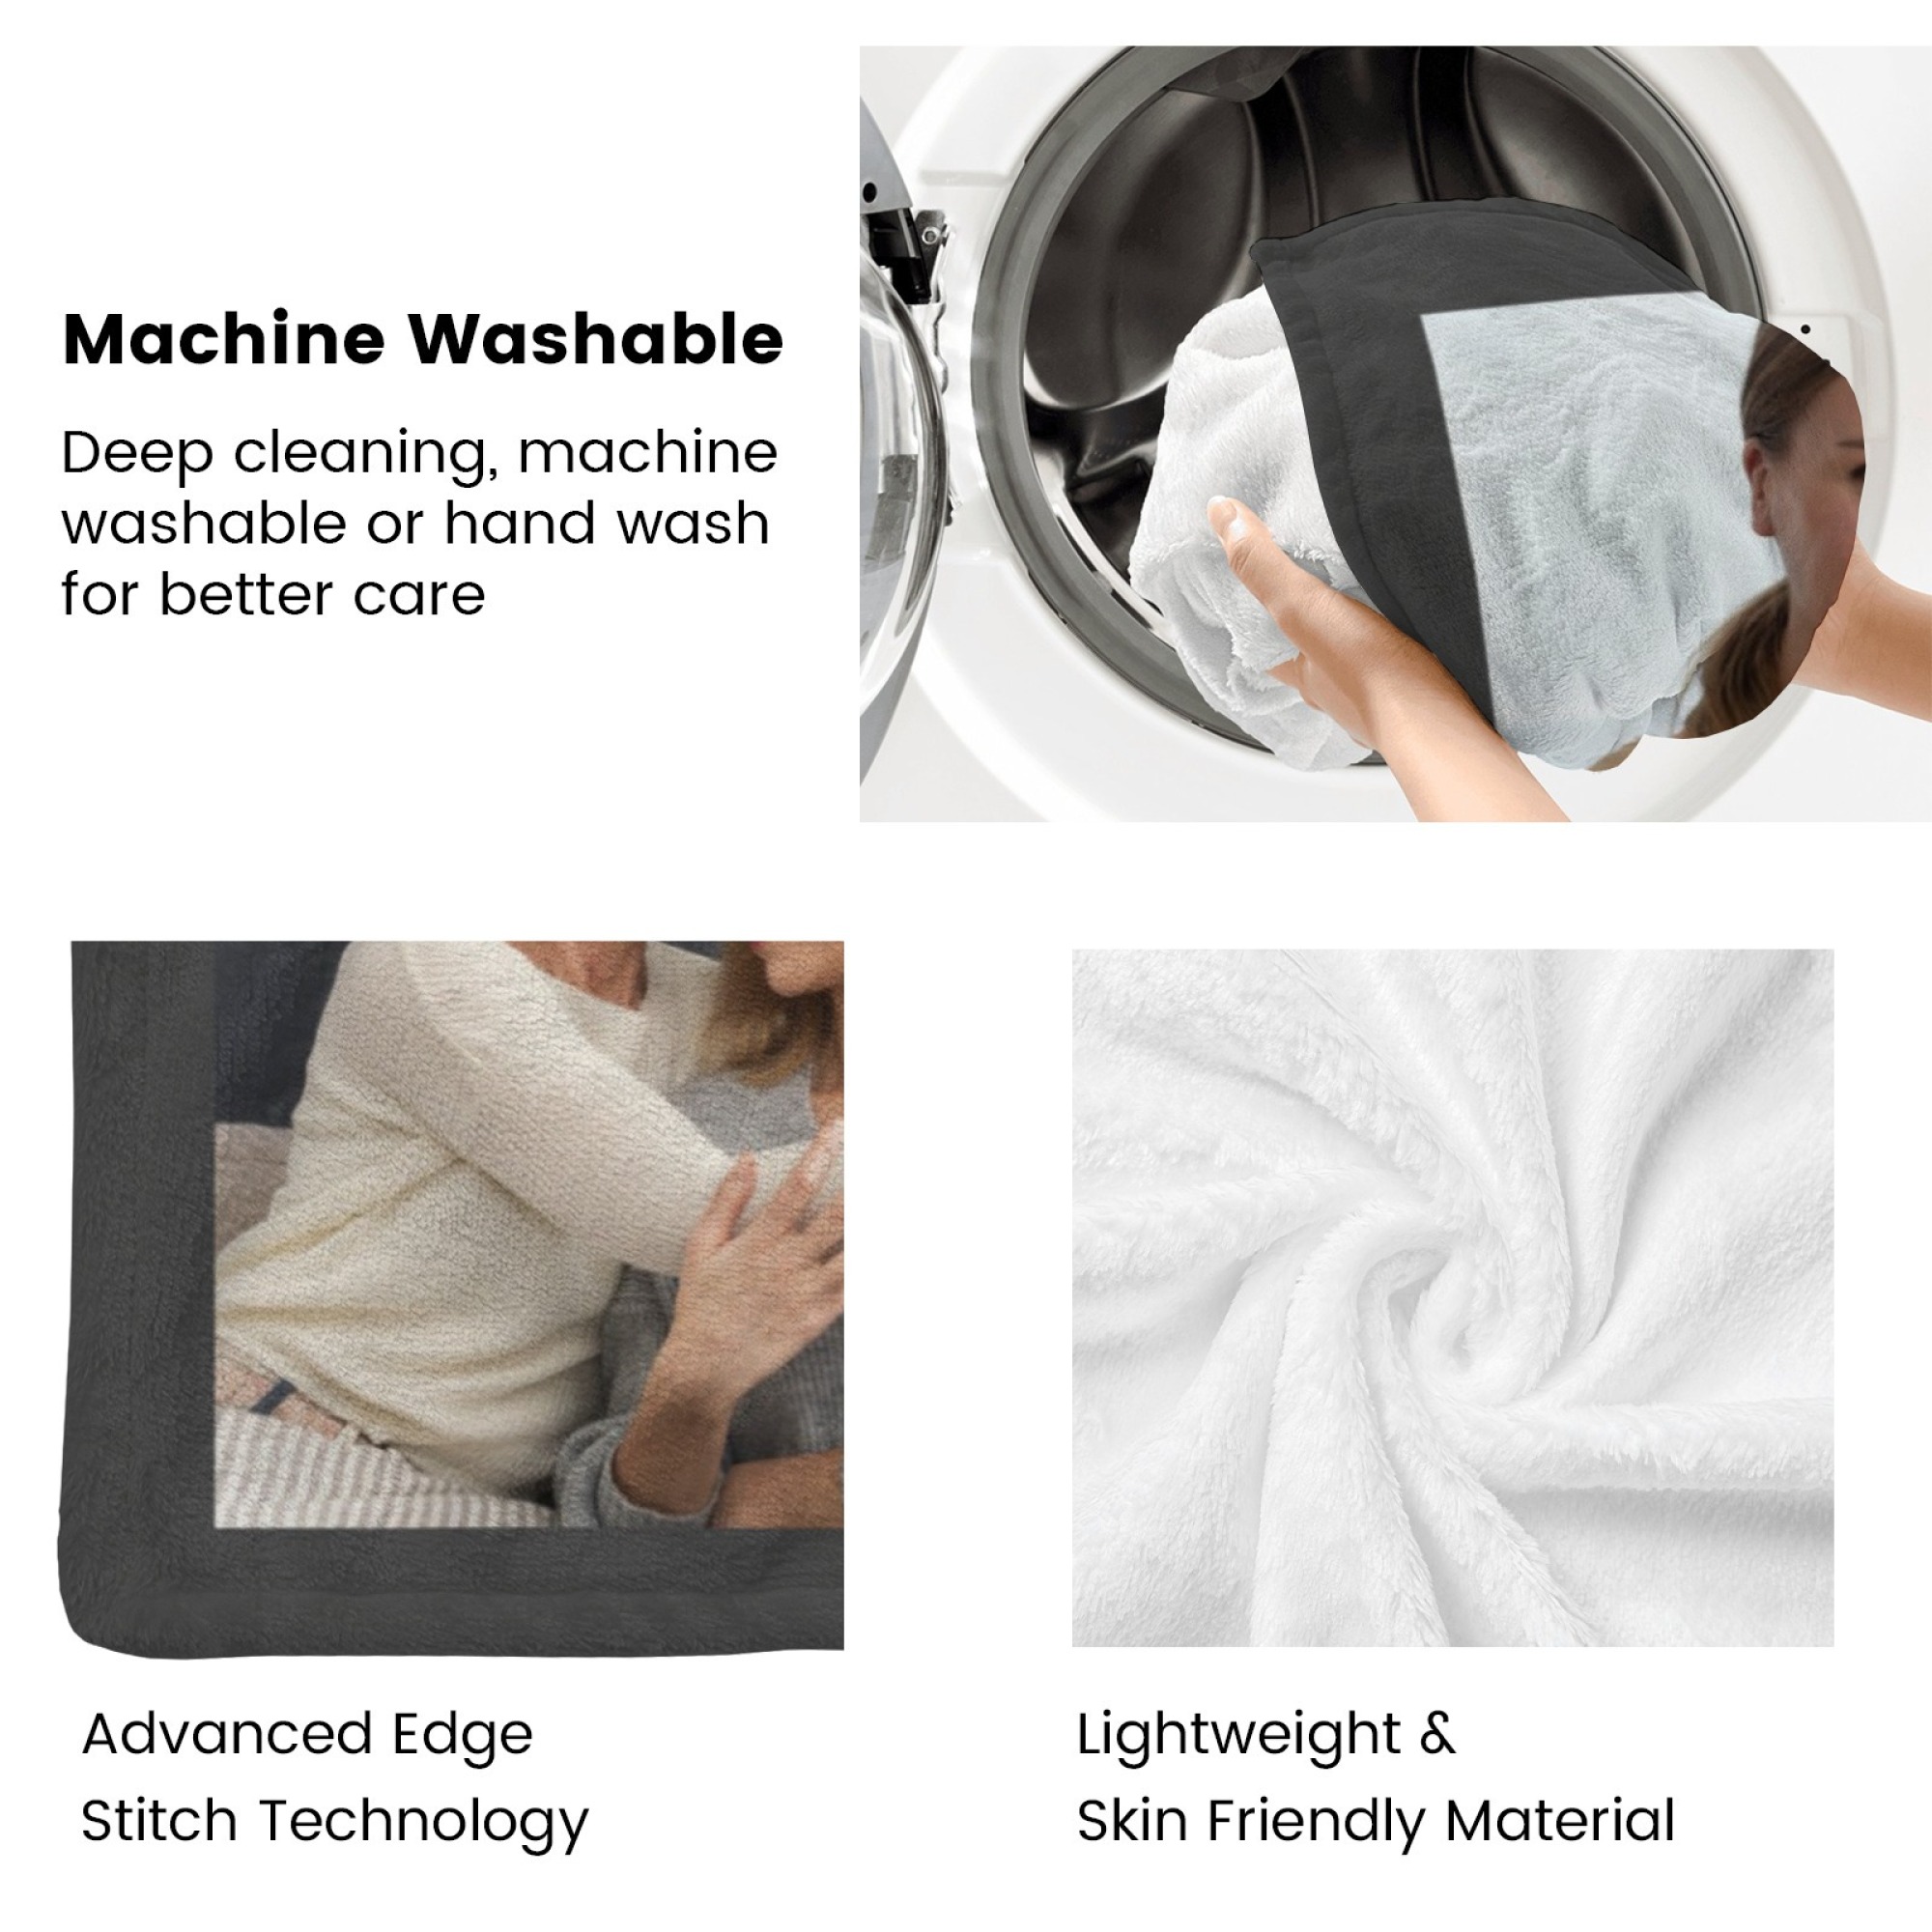 Machine Washable
Deep cleaning, machine
washable or hand wash
for better care
Advanced Edge
Stitch Technology
Lightweight &
Skin Friendly Material